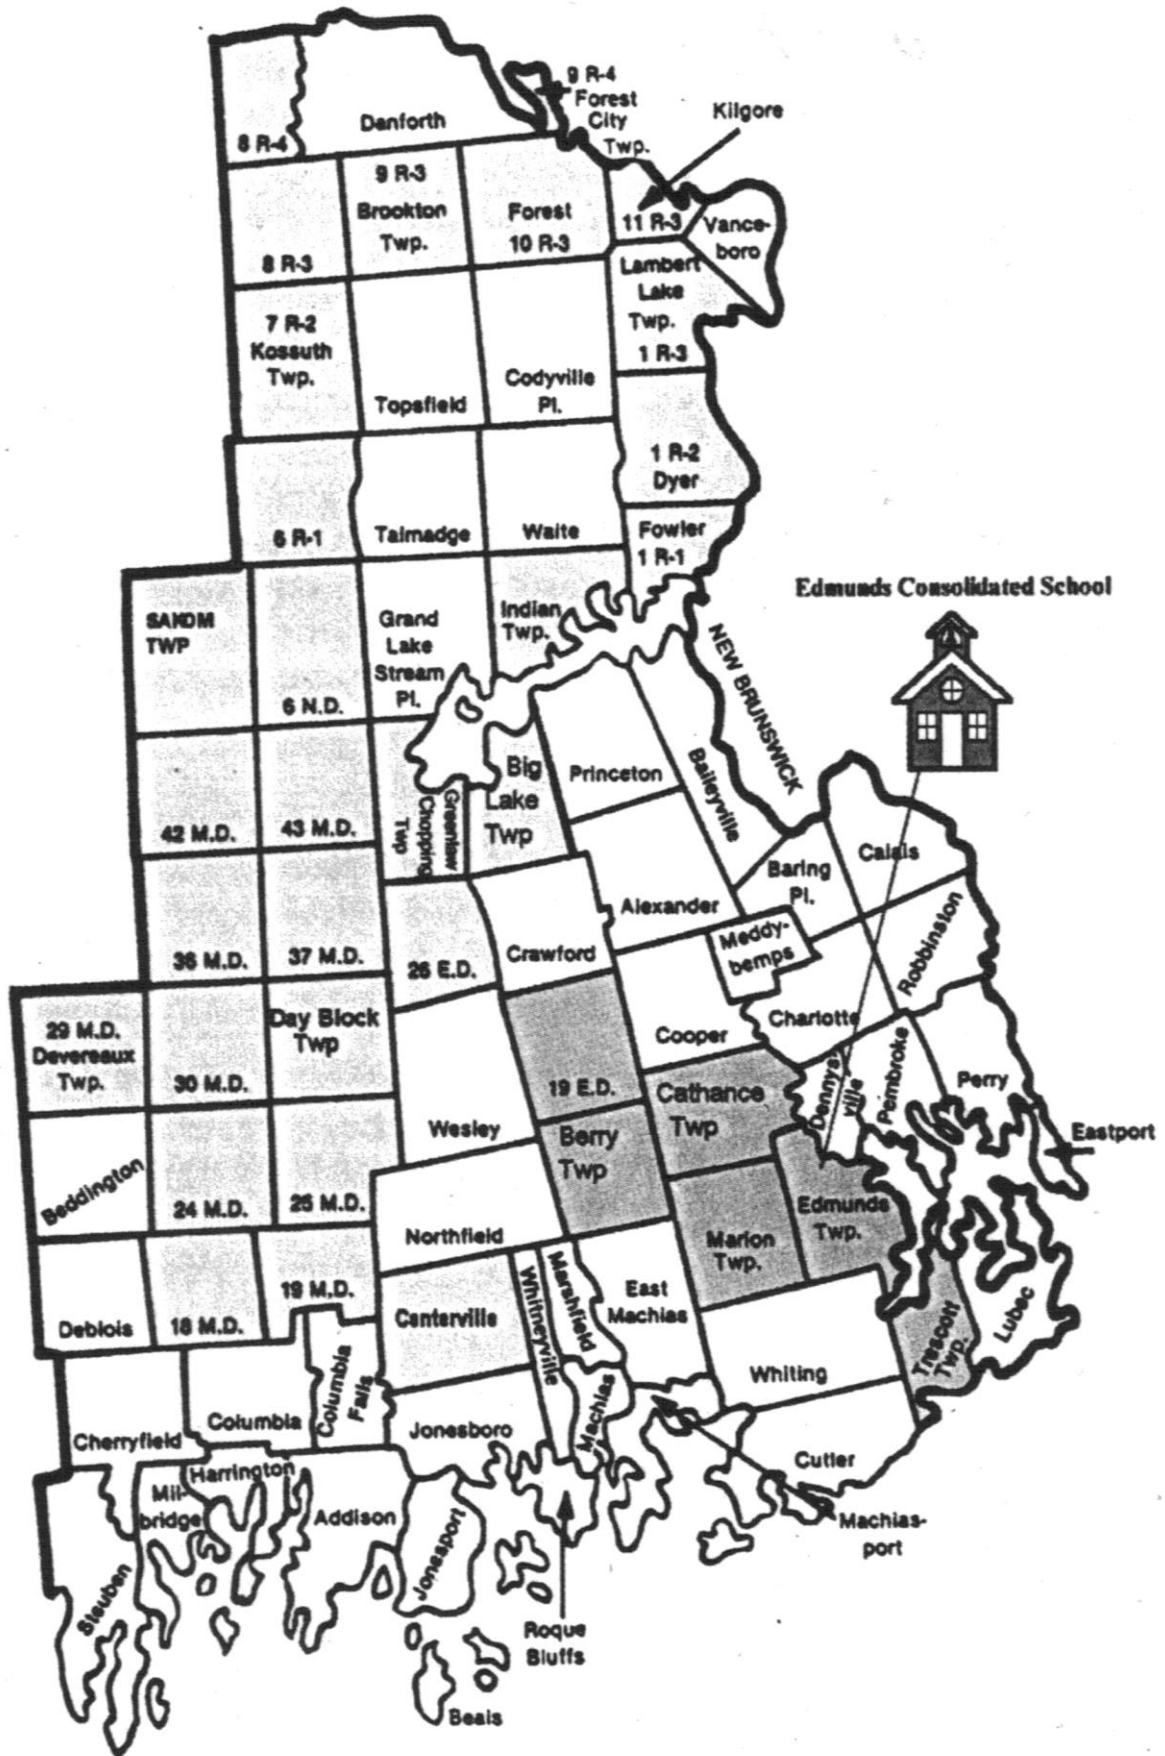 9 R-4
Forest
City
Twp.
Kilgore
8 R-4
Danforth
9 R-3
Brookton
Twp.
Forest
10 R-3
11 R-3
Vance-
boro
8 R-3
Lambert
Lake
Twp.
1 R-3
7 R-2
Kossuth
Twp.
Topsfield
Codyville
Pl.
1 R-2
Dyer
6 R-1
Talmadge
Waite
Fowler
1 R-1
Edmunds Consolidated School
SAKOM
TWP
6 N.D.
Grand
Lake
Stream
Pl.
Indian
Twp.
NEW BRUNSWICK
42 M.D.
43 M.D.
Greenlaw
Chopping
Twp
Big
Lake
Twp
Princeton
Baileyville
Baring
Pl.
Calais
36 M.D.
37 M.D.
26 E.D.
Crawford
Alexander
Meddy-
bemps
Robbinston
29 M.D.
Devereaux
Twp.
30 M.D.
Day Block
Twp
19 E.D.
Cooper
Charlotte
Wesley
Cathance
Twp
Dennys-
ville
Pembroke
Perry
Eastport
Beddington
24 M.D.
25 M.D.
Berry
Twp
Northfield
Marion
Twp.
Edmunds
Twp.
Deblois
18 M.D.
19 M.D.
Centerville
Whitneyville
Marshfield
East
Machias
Trescott
Twp.
Lubec
Whiting
Cherryfield
Columbia
Columbia
Falls
Jonesboro
Machias
Cutler
Steuben
Mil-
bridge
Harrington
Addison
Jonesport
Machias-
port
Roque
Bluffs
Beals